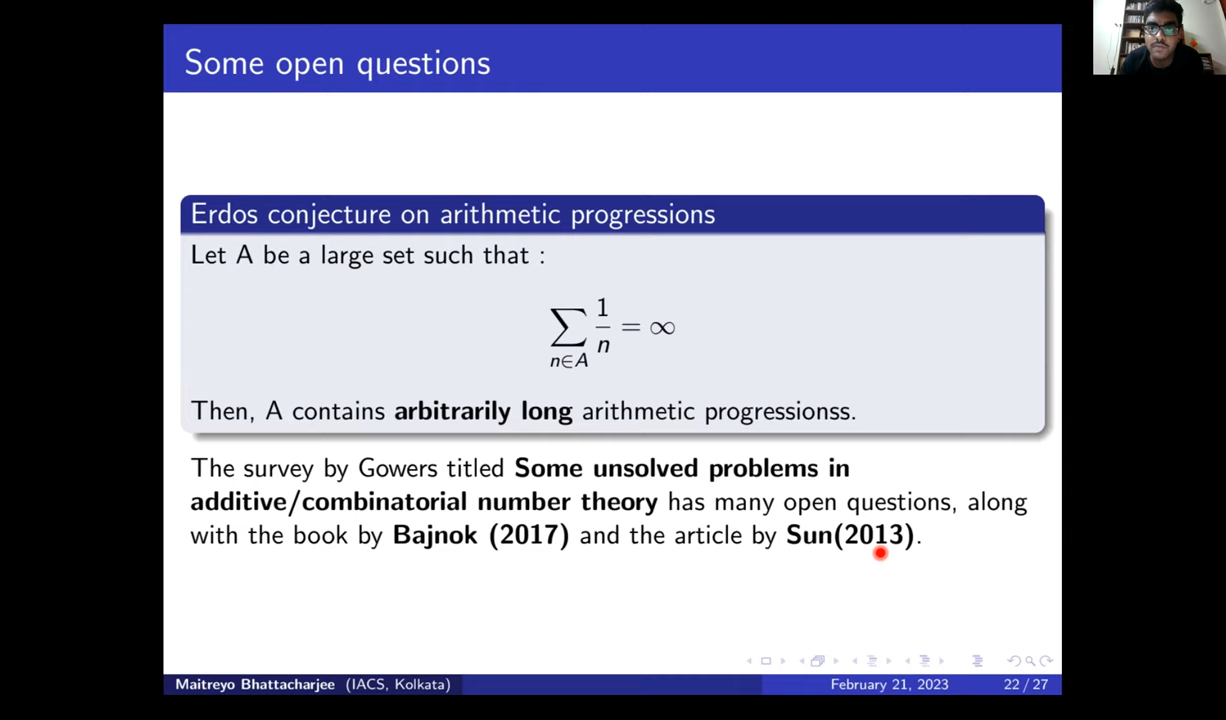 Some open questions
Erdos conjecture on arithmetic progressions
Let A be a large set such that :
∑ 1/n = ∞
n∈A
Then, A contains arbitrarily long arithmetic progressionss.
The survey by Gowers titled Some unsolved problems in
additive/combinatorial number theory has many open questions, along
with the book by Bajnok (2017) and the article by Sun(2013).
Maitreyo Bhattacharjee (IACS, Kolkata) February 21, 2023 22 / 27